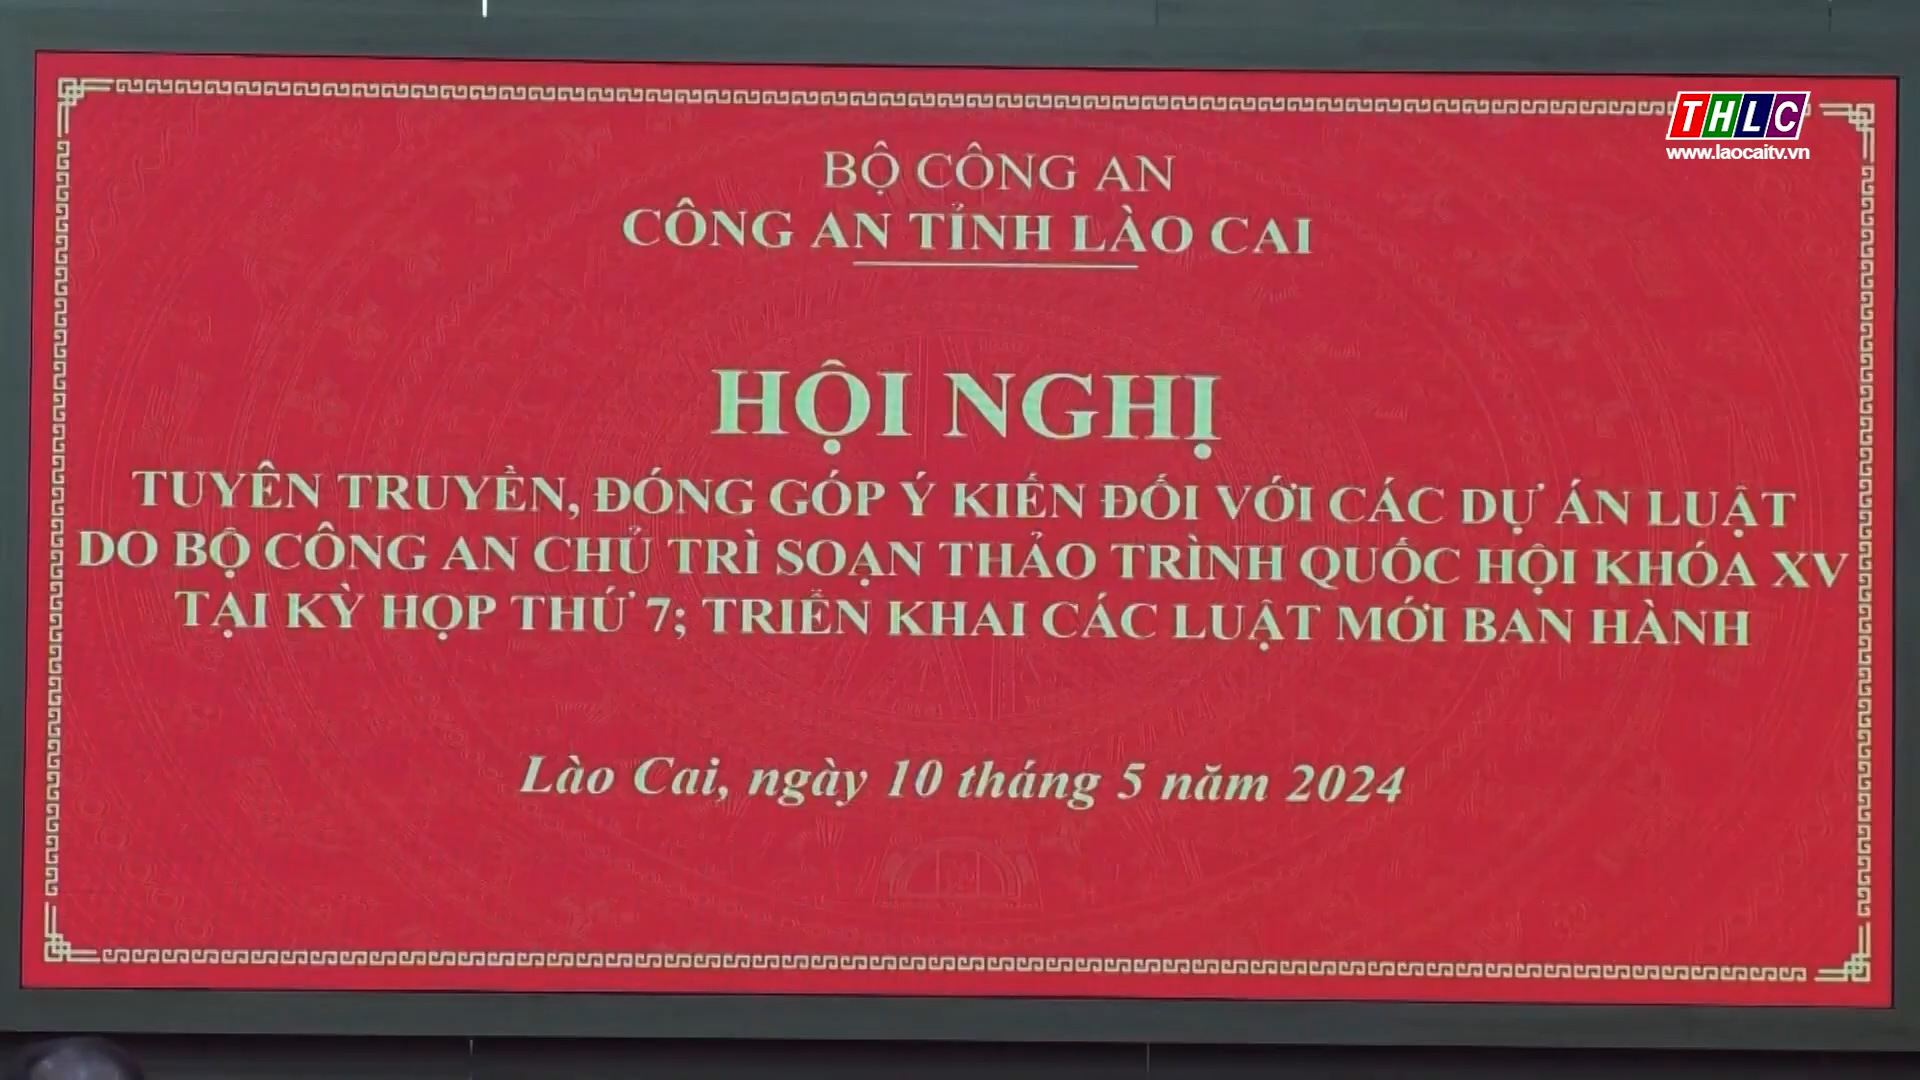 THLC
www.laocaitv.vn
BỘ CÔNG AN
CÔNG AN TỈNH LÀO CAI
HỘI NGHỊ
TUYÊN TRUYỀN, ĐÓNG GÓP Ý KIẾN ĐỐI VỚI CÁC DỰ ÁN LUẬT
DO BỘ CÔNG AN CHỦ TRÌ SOẠN THẢO TRÌNH QUỐC HỘI KHÓA XV
TẠI KỲ HỌP THỨ 7; TRIỂN KHAI CÁC LUẬT MỚI BAN HÀNH
Lào Cai, ngày 10 tháng 5 năm 2024